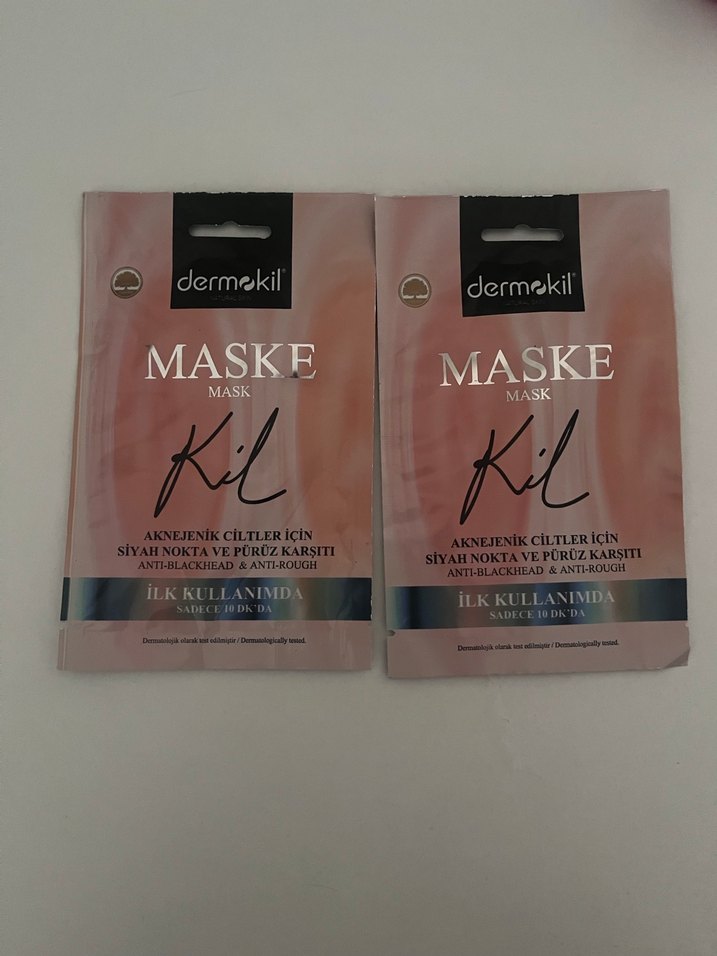 dermokil®
NATURAL SKIN
MASKE
MASK
Kil
AKNEJENİK CİLTLER İÇİN
SİYAH NOKTA VE PÜRÜZ KARŞITI
ANTI-BLACKHEAD & ANTI-ROUGH
İLK KULLANIMDA
SADECE 10 DK'DA
Dermatolojik olarak test edilmiştir / Dermatologically tested.
dermokil®
NATURAL SKIN
MASKE
MASK
Kil
AKNEJENİK CİLTLER İÇİN
SİYAH NOKTA VE PÜRÜZ KARŞITI
ANTI-BLACKHEAD & ANTI-ROUGH
İLK KULLANIMDA
SADECE 10 DK'DA
Dermatolojik olarak test edilmiştir / Dermatologically tested.